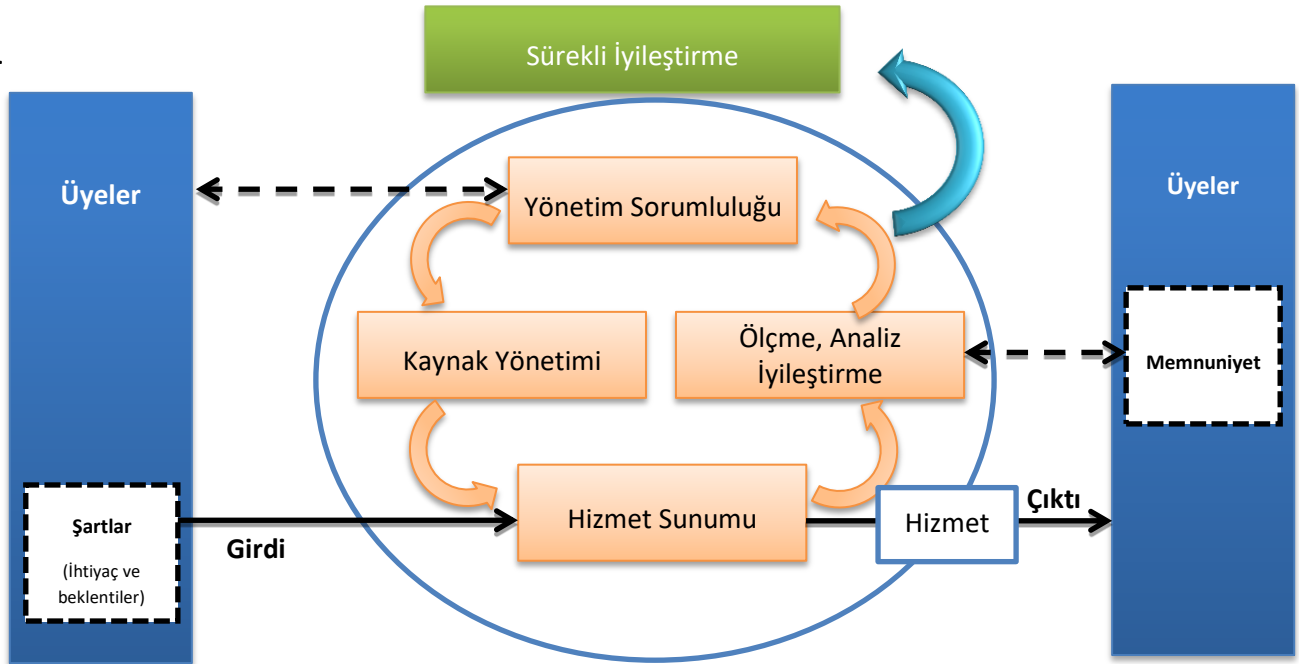 Sürekli İyileştirme
Üyeler
Üyeler
Yönetim Sorumluluğu
Kaynak Yönetimi
Ölçme, Analiz
İyileştirme
Memnuniyet
Şartlar
(İhtiyaç ve
beklentiler)
Girdi
Hizmet Sunumu
Hizmet
Çıktı